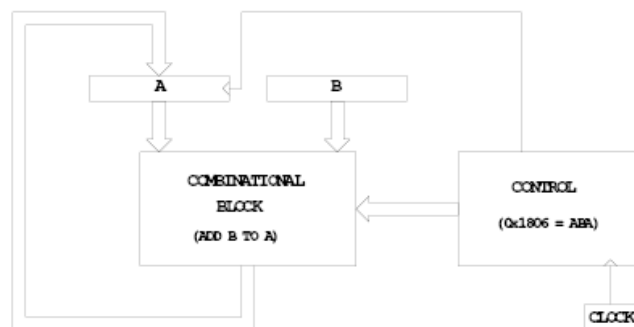 A
B
COMBINATIONAL
BLOCK
(ADD B TO A)
CONTROL
(0x1806 = ABA)
CLOCK